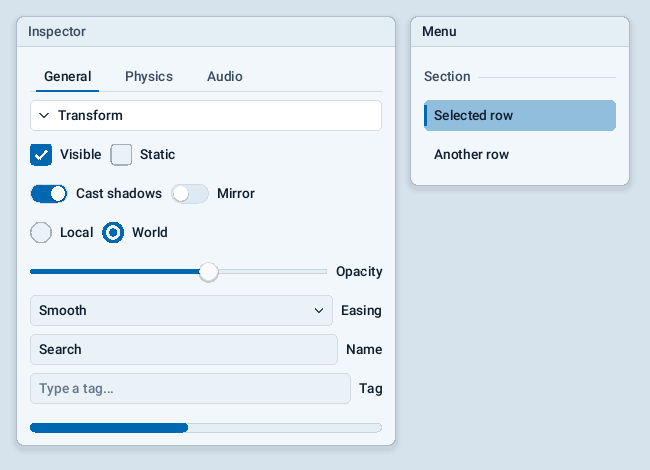 Inspector
General Physics Audio
Transform
Visible Static
Cast shadows Mirror
Local World
Opacity
Smooth Easing
Search Name
Type a tag... Tag
Menu
Section
Selected row
Another row